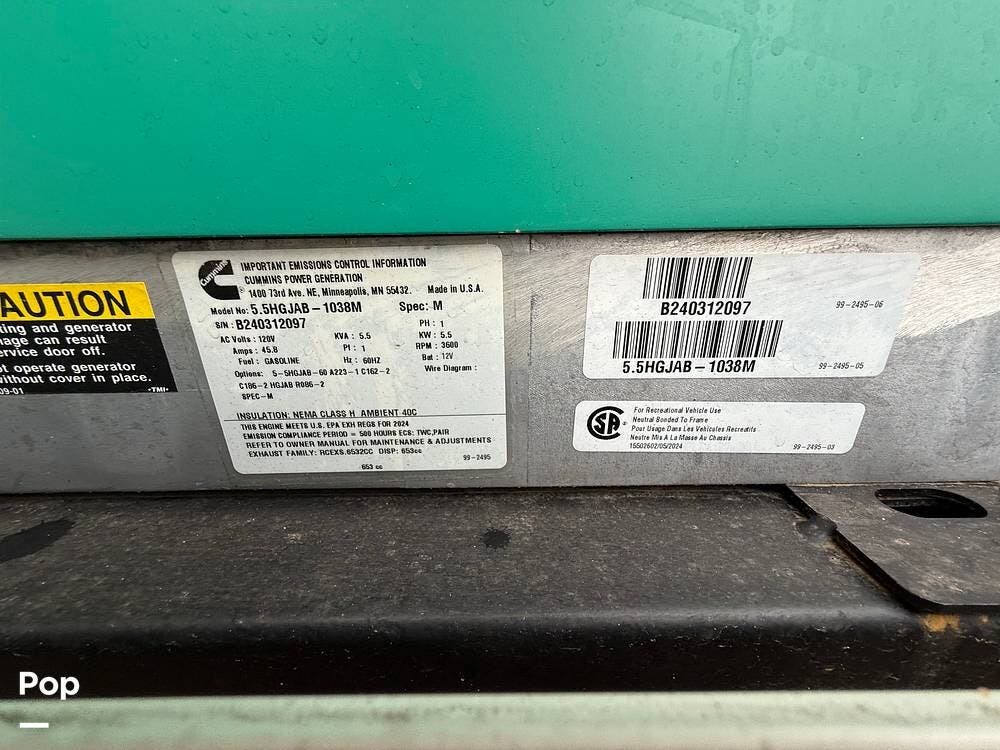 AUTION
king and generator
nage can result
ervice door off.
ot operate generator
without cover in place.
09-01 -TMI-
Cummins
IMPORTANT EMISSIONS CONTROL INFORMATION
CUMMINS POWER GENERATION
1400 73rd Ave. NE, Minneapolis, MN 55432. Made in U.S.A.
Model No: 5.5HGJAB-1038M Spec: M
S/N : B240312097 PH : 1
AC Volts : 120V KVA : 5.5 KW : 5.5
Amps : 45.8 Pf : 1 RPM : 3600
Fuel : GASOLINE Hz : 60HZ Bat : 12V
Options: 5-5HGJAB-60 A223-1 C162-2 Wire Diagram :
C186-2 HGJAB R086-2
SPEC-M
INSULATION: NEMA CLASS H AMBIENT 40C
THIS ENGINE MEETS U.S. EPA EXH REGS FOR 2024
EMISSION COMPLIANCE PERIOD = 500 HOURS ECS: TWC,PAIR
REFER TO OWNER MANUAL FOR MAINTENANCE & ADJUSTMENTS
EXHAUST FAMILY: RCEXS.6532CC DISP: 653cc 99-2495
653 cc
B240312097 99-2495-06
5.5HGJAB-1038M 99-2495-05
SA
For Recreational Vehicle Use
Neutral Bonded To Frame
Pour Usage Dans Les Vehicules Recreatifs
Neutre Mis A La Masse Au Chassis
15502602/05/2024 99-2495-03
Pop